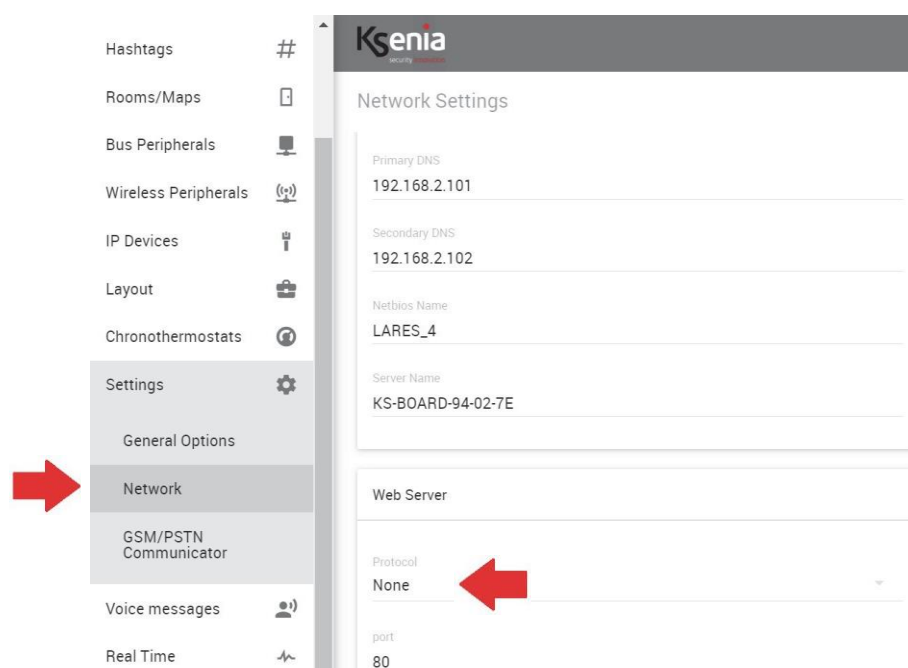 Hashtags
Rooms/Maps
Bus Peripherals
Wireless Peripherals
IP Devices
Layout
Chronothermostats
Settings
General Options
Network
GSM/PSTN
Communicator
Voice messages
Real Time
Ksenia
security
Network Settings
Primary DNS
192.168.2.101
Secondary DNS
192.168.2.102
Netbios Name
LARES_4
Server Name
KS-BOARD-94-02-7E
Web Server
Protocol
None
port
80